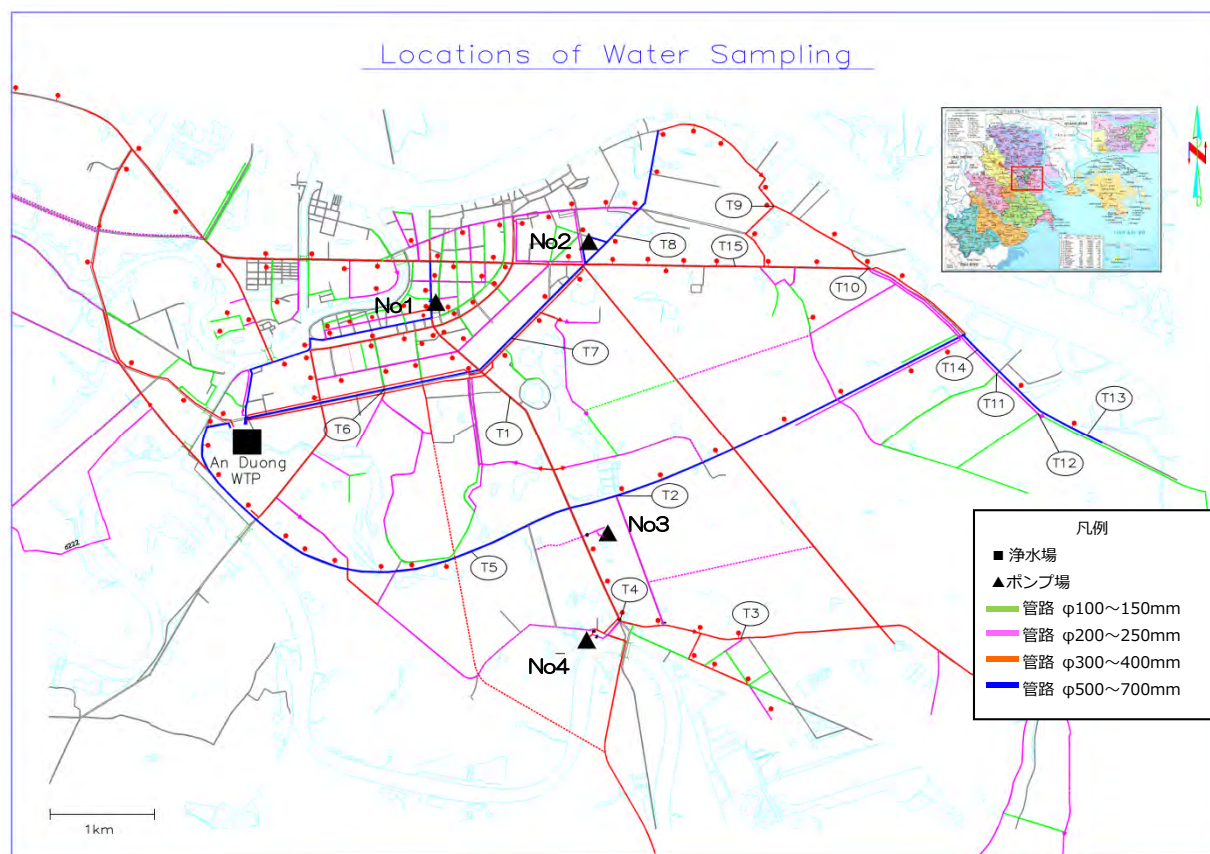 Locations of Water Sampling
T9
No2
T8
T15
T10
No1
T7
T14
T11
T13
T6
T1
T12
An Duong
WTP
T2
No3
ø222
T5
T4
T3
No4
1km
凡例
■ 浄水場
▲ポンプ場
管路 φ100～150mm
管路 φ200～250mm
管路 φ300～400mm
管路 φ500～700mm